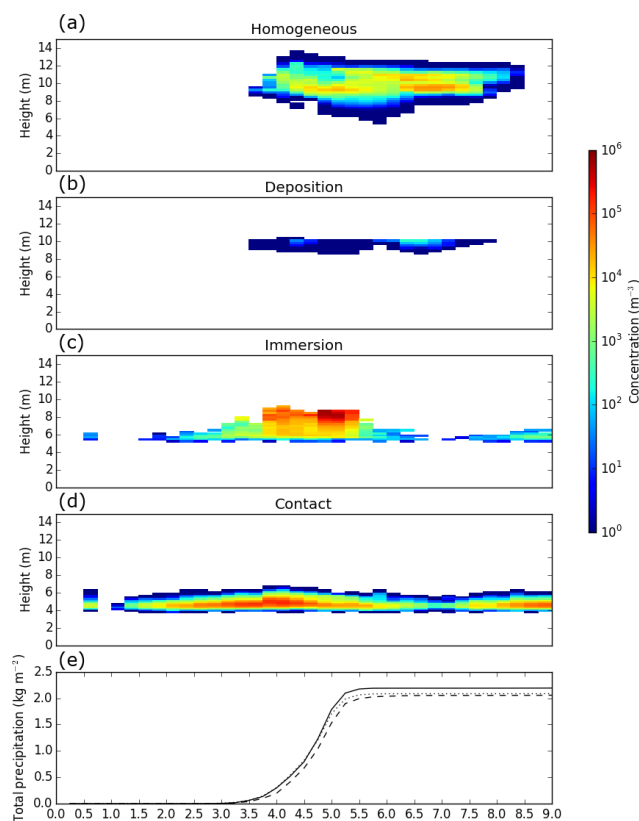 (a)
Homogeneous
14
12
10
8
6
4
2
0
Height (m)
(b)
Deposition
14
12
10
8
6
4
2
0
Height (m)
(c)
Immersion
14
12
10
8
6
4
2
0
Height (m)
(d)
Contact
14
12
10
8
6
4
2
0
Height (m)
(e)
2.5
2.0
1.5
1.0
0.5
0.0
Total precipitation (kg m⁻²)
0.0 0.5 1.0 1.5 2.0 2.5 3.0 3.5 4.0 4.5 5.0 5.5 6.0 6.5 7.0 7.5 8.0 8.5 9.0
10⁶
10⁵
10⁴
10³
10²
10¹
10⁰
Concentration (m⁻³)